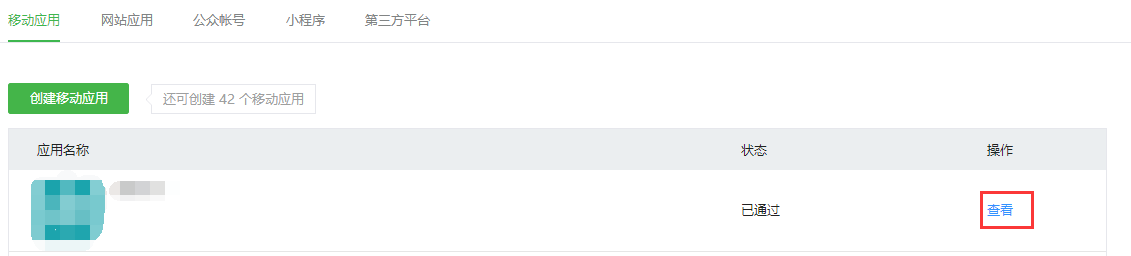 移动应用 网站应用 公众帐号 小程序 第三方平台
创建移动应用 还可创建 42 个移动应用
应用名称 状态 操作
已通过 查看